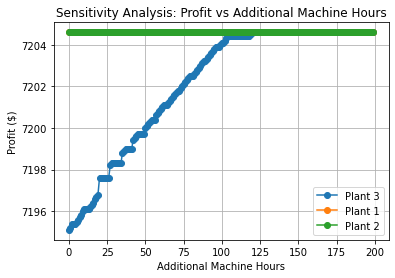 Sensitivity Analysis: Profit vs Additional Machine Hours
Profit ($)
7204
7202
7200
7198
7196
0 25 50 75 100 125 150 175 200
Additional Machine Hours
Plant 3
Plant 1
Plant 2